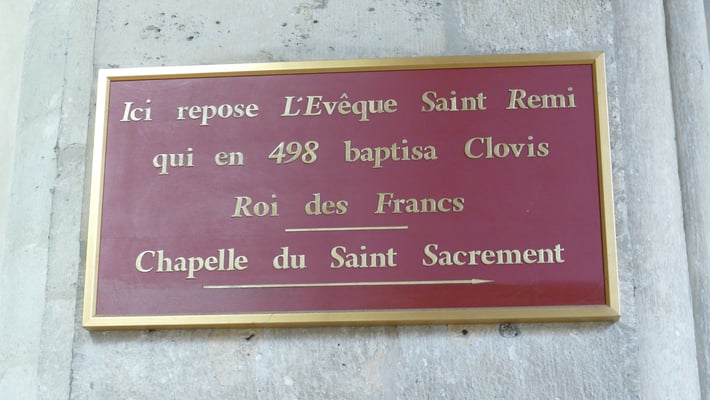 Ici repose L'Evêque Saint Remi
qui en 498 baptisa Clovis
Roi des Francs
Chapelle du Saint Sacrement